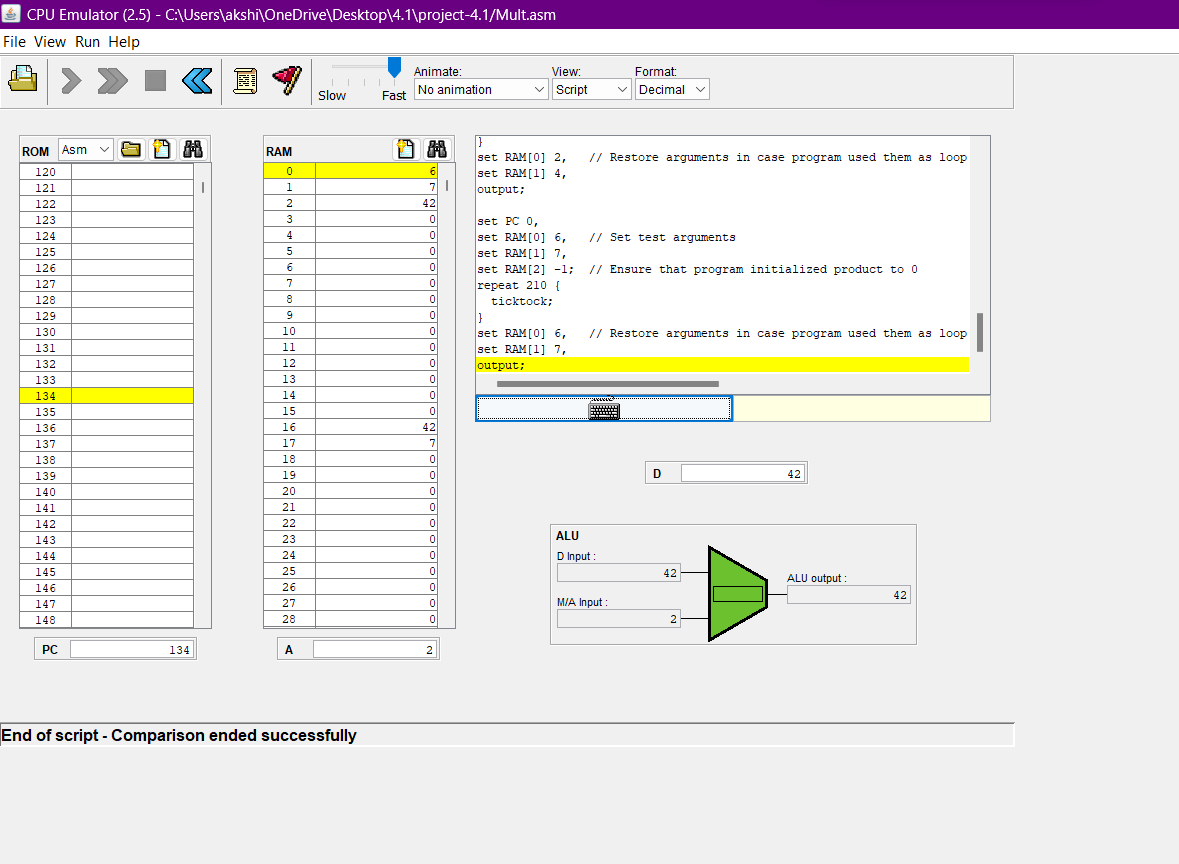 CPU Emulator (2.5) - C:\Users\akshi\OneDrive\Desktop\4.1\project-4.1/Mult.asm
File View Run Help
Slow Fast
Animate:
No animation
View:
Script
Format:
Decimal
ROM Asm
120
121
122
123
124
125
126
127
128
129
130
131
132
133
134
135
136
137
138
139
140
141
142
143
144
145
146
147
148
PC 134
RAM
0 6
1 7
2 42
3 0
4 0
5 0
6 0
7 0
8 0
9 0
10 0
11 0
12 0
13 0
14 0
15 0
16 42
17 7
18 0
19 0
20 0
21 0
22 0
23 0
24 0
25 0
26 0
27 0
28 0
A 2
}
set RAM[0] 2, // Restore arguments in case program used them as loop
set RAM[1] 4,
output;
set PC 0,
set RAM[0] 6, // Set test arguments
set RAM[1] 7,
set RAM[2] -1; // Ensure that program initialized product to 0
repeat 210 {
ticktock;
}
set RAM[0] 6, // Restore arguments in case program used them as loop
set RAM[1] 7,
output;
D 42
ALU
D Input :
42
M/A Input :
2
ALU output :
42
End of script - Comparison ended successfully